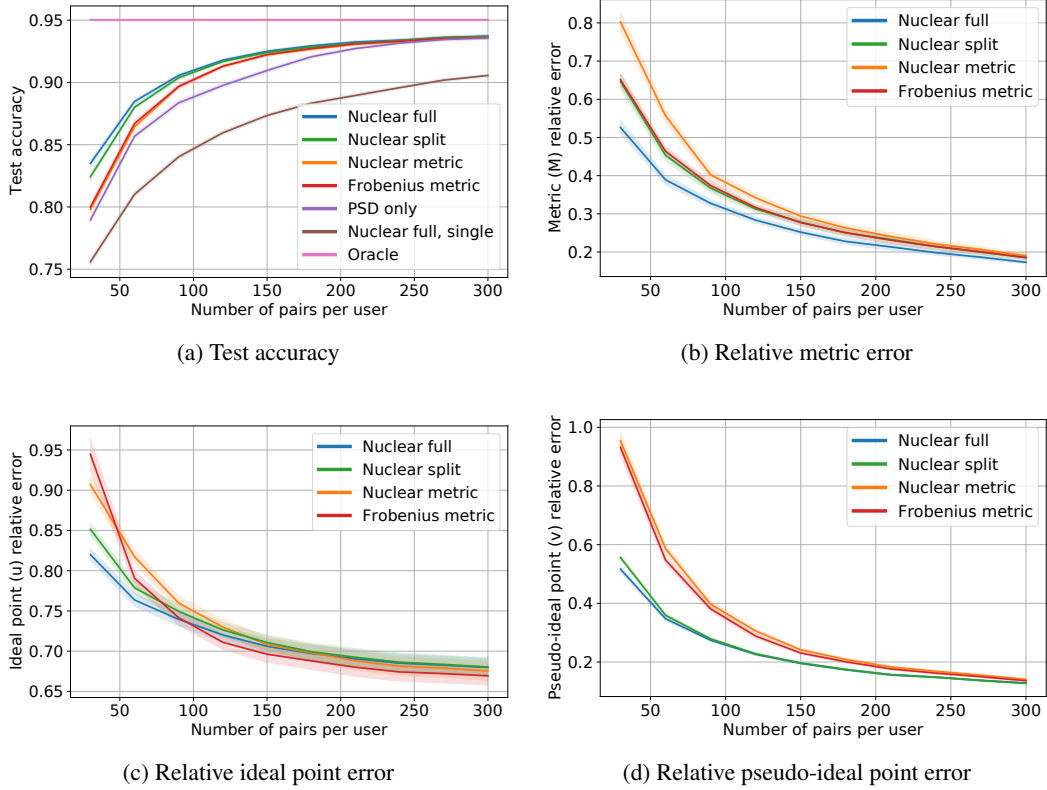 0.95
0.90
0.85
0.80
0.75
Test accuracy
50 100 150 200 250 300
Number of pairs per user
Nuclear full
Nuclear split
Nuclear metric
Frobenius metric
PSD only
Nuclear full, single
Oracle
(a) Test accuracy
0.8
0.7
0.6
0.5
0.4
0.3
0.2
Metric (M) relative error
50 100 150 200 250 300
Number of pairs per user
Nuclear full
Nuclear split
Nuclear metric
Frobenius metric
(b) Relative metric error
0.95
0.90
0.85
0.80
0.75
0.70
0.65
Ideal point (u) relative error
50 100 150 200 250 300
Number of pairs per user
Nuclear full
Nuclear split
Nuclear metric
Frobenius metric
(c) Relative ideal point error
1.0
0.8
0.6
0.4
0.2
Pseudo-ideal point (v) relative error
50 100 150 200 250 300
Number of pairs per user
Nuclear full
Nuclear split
Nuclear metric
Frobenius metric
(d) Relative pseudo-ideal point error